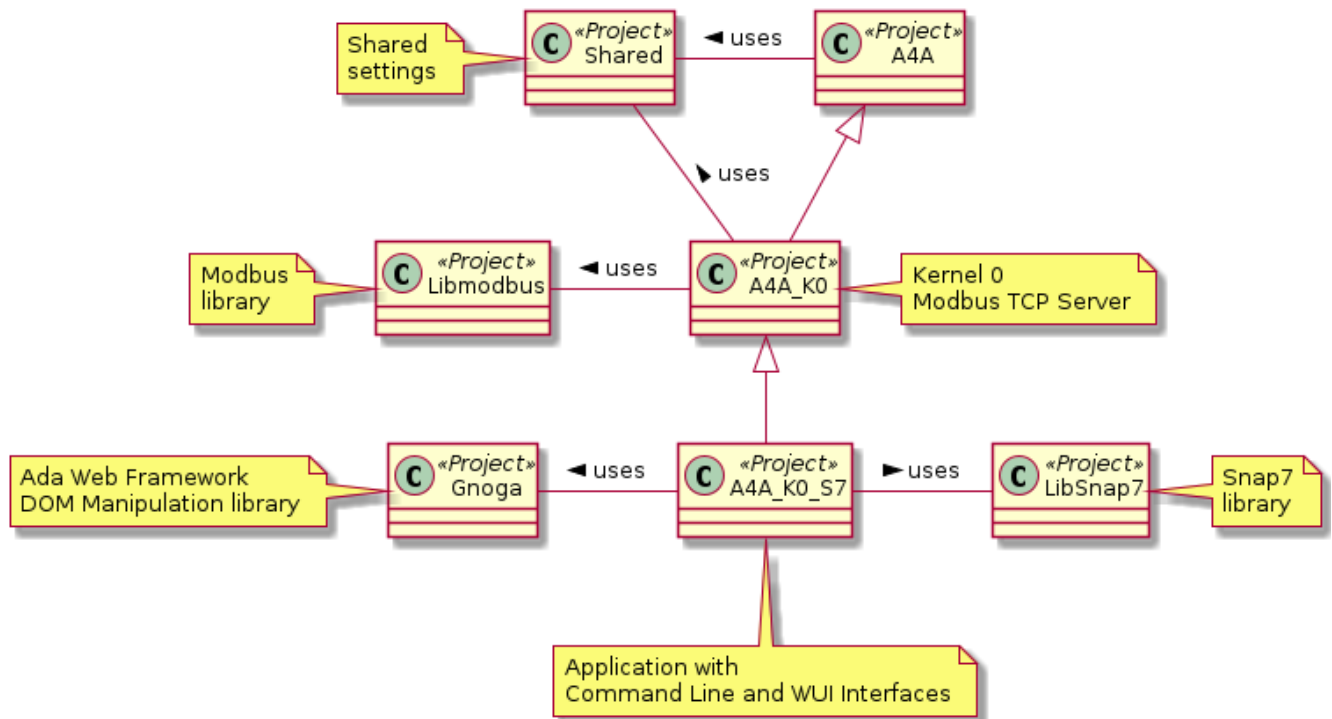 Shared
settings
C
«Project»
Shared
◄ uses
C
«Project»
A4A
uses
Modbus
library
C
«Project»
Libmodbus
◄ uses
C
«Project»
A4A_K0
Kernel 0
Modbus TCP Server
Ada Web Framework
DOM Manipulation library
C
«Project»
Gnoga
◄ uses
C
«Project»
A4A_K0_S7
► uses
C
«Project»
LibSnap7
Snap7
library
Application with
Command Line and WUI Interfaces